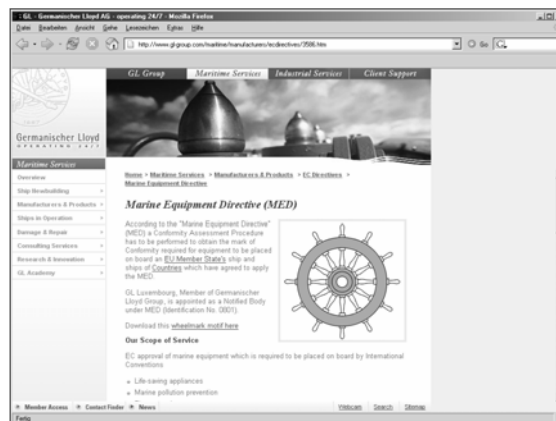 GL - Germanischer Lloyd AG - operating 24/7 - Mozilla Firefox
Datei Bearbeiten Ansicht Gehe Lesezeichen Extras Hilfe
http://www.gl-group.com/maritime/manufactures/ecdirectives/3586.htm
Go
GL Group Maritime Services Industrial Services Client Support
Germanischer Lloyd
OPERATING 24/7
Maritime Services
Overview
Ship Newbuilding
Manufacturers & Products
Ships in Operation
Damage & Repair
Consulting Services
Research & Innovation
GL Academy
Home > Maritime Services > Manufacturers & Products > EC Directives >
Marine Equipment Directive
Marine Equipment Directive (MED)
According to the "Marine Equipment Directive"
(MED) a Conformity Assessment Procedure
has to be performed to obtain the mark of
Conformity required for equipment to be placed
on board an EU Member State's ship and
ships of Countries which have agreed to apply
the MED.
GL Luxembourg, Member of Germanischer
Lloyd Group, is appointed as a Notified Body
under MED (Identification No. 0801).
Download this wheelmark motif here
Our Scope of Service
EC approval of marine equipment which is required to be placed on board by International
Conventions
Life-saving appliances
Marine pollution prevention
Member Access Contact Finder News Webcam Search Sitemap
Fertig